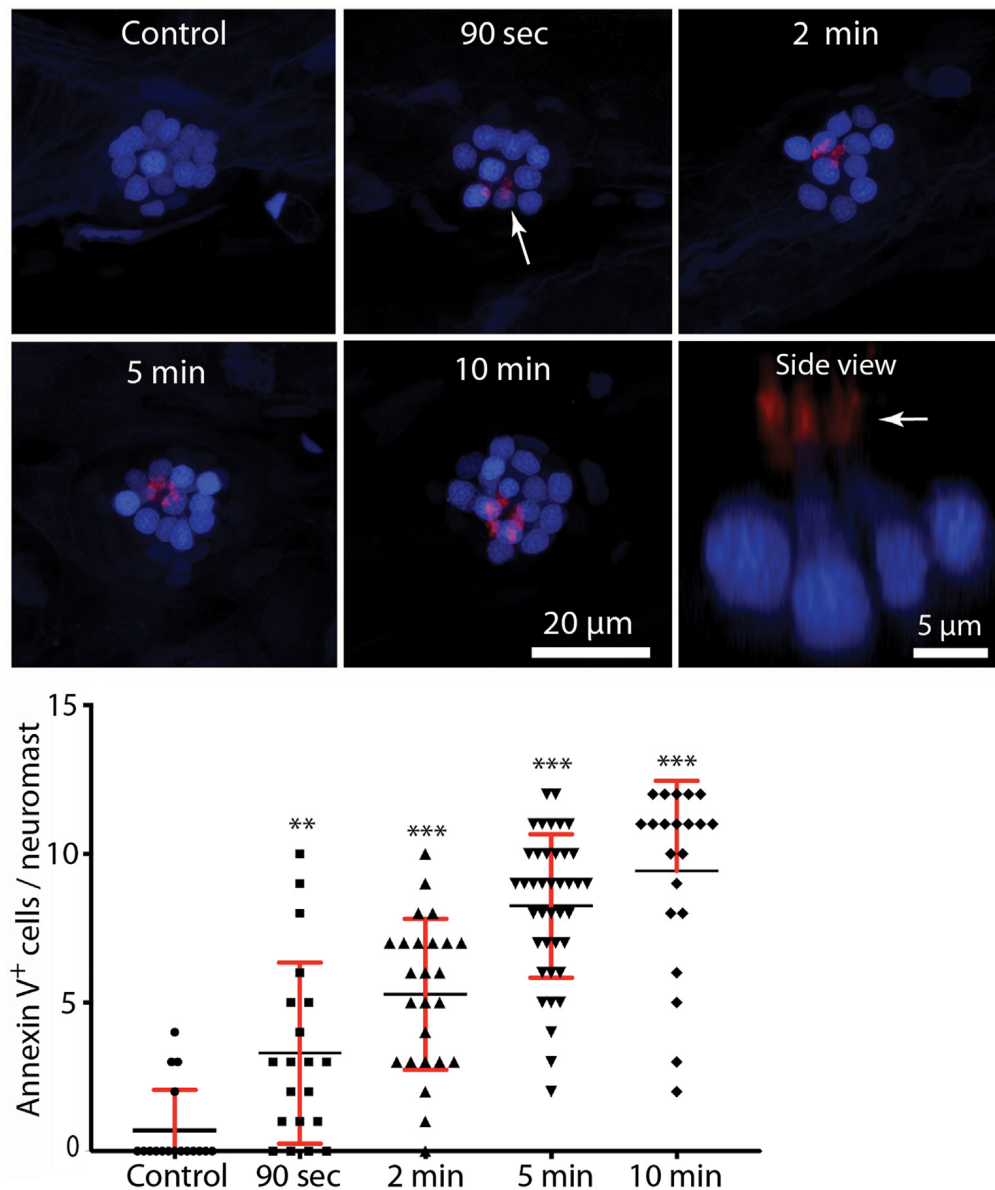 Control
90 sec
2 min
5 min
10 min
Side view
20 µm
5 µm
Annexin V+ cells / neuromast
15
10
5
0
**
***
***
***
Control
90 sec
2 min
5 min
10 min